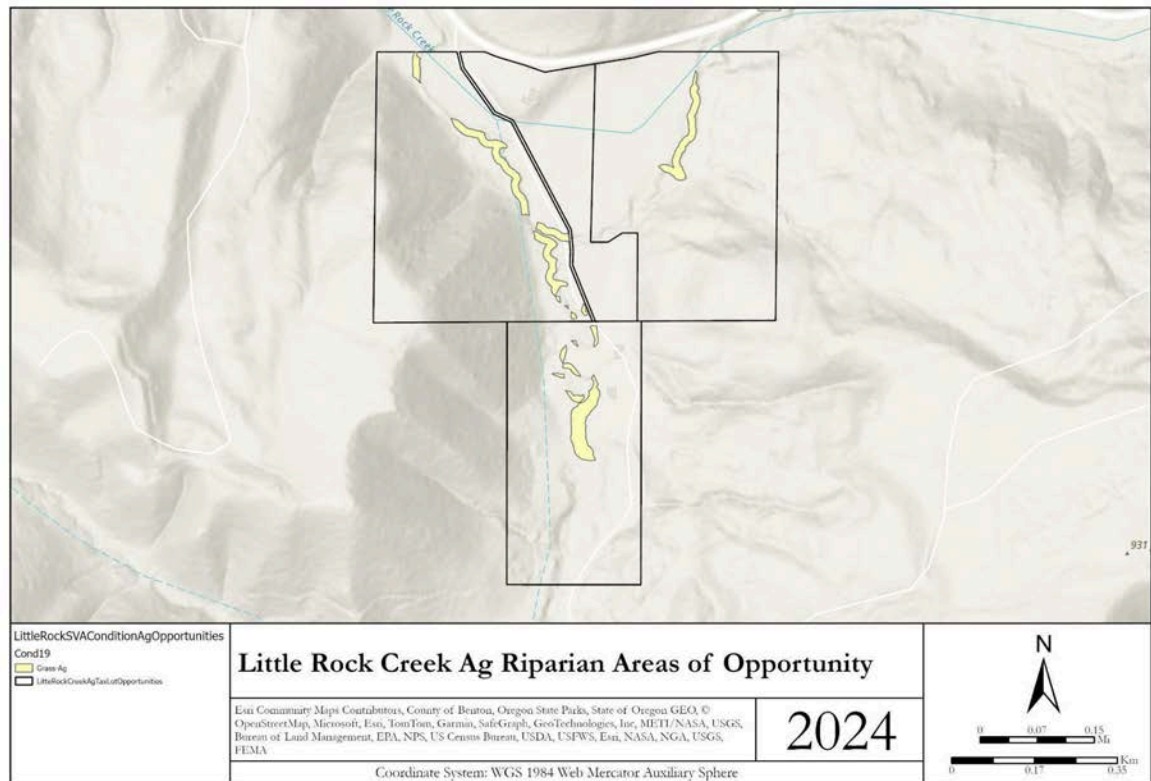 Rock Creek
931
LittleRockSVAConditionAgOpportunities
Cond19
Grass-Ag
LittleRockCreekAgTaxLotOpportunities
Little Rock Creek Ag Riparian Areas of Opportunity
Esri Community Maps Contributors, County of Benton, Oregon State Parks, State of Oregon GEO, ©
OpenStreetMap, Microsoft, Esri, TomTom, Garmin, SafeGraph, GeoTechnologies, Inc, METI/NASA, USGS,
Bureau of Land Management, EPA, NPS, US Census Bureau, USDA, USFWS, Esri, NASA, NGA, USGS,
FEMA
2024
Coordinate System: WGS 1984 Web Mercator Auxiliary Sphere
N
0 0.07 0.15
Mi
Km
0 0.17 0.35